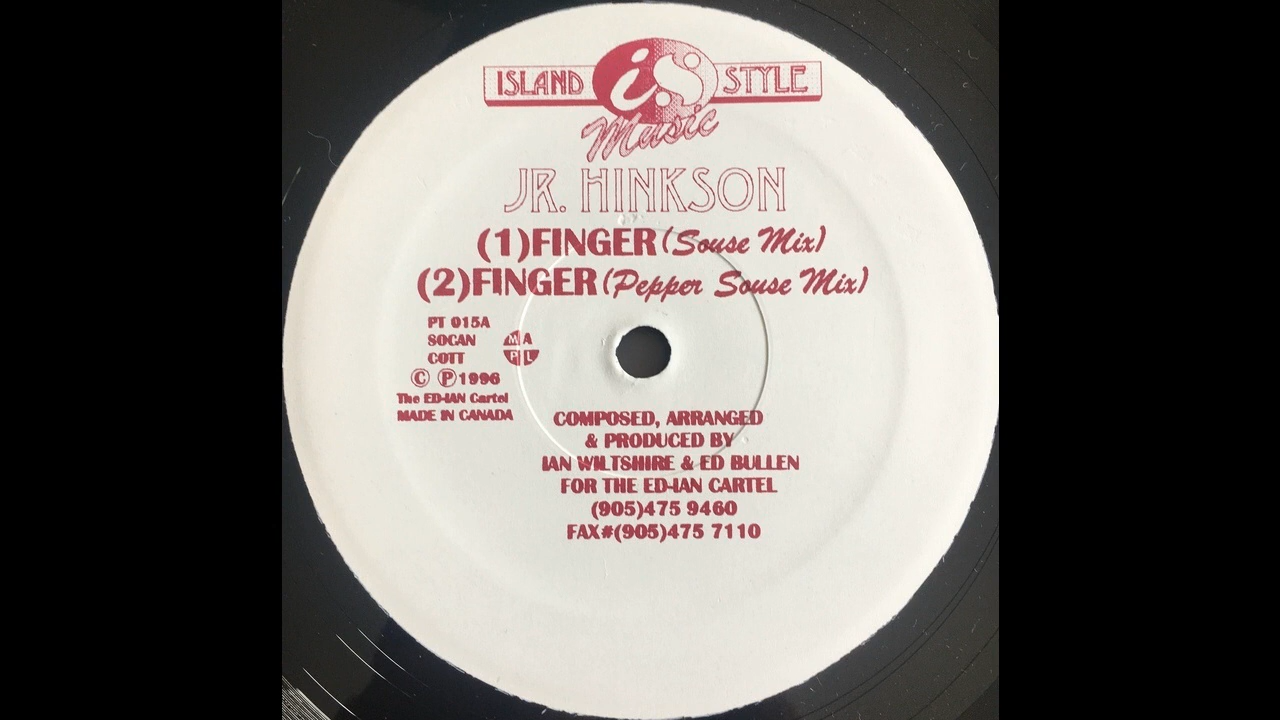 ISLAND iS STYLE
Music
JR. HINKSON
(1)FINGER (Souse Mix)
(2)FINGER (Pepper Souse Mix)
PT 015A
SOCAN
COTT
M A
P L
© ℗ 1996
The ED-IAN Cartel
MADE IN CANADA
COMPOSED, ARRANGED
& PRODUCED BY
IAN WILTSHIRE & ED BULLEN
FOR THE ED-IAN CARTEL
(905)475 9460
FAX#(905)475 7110